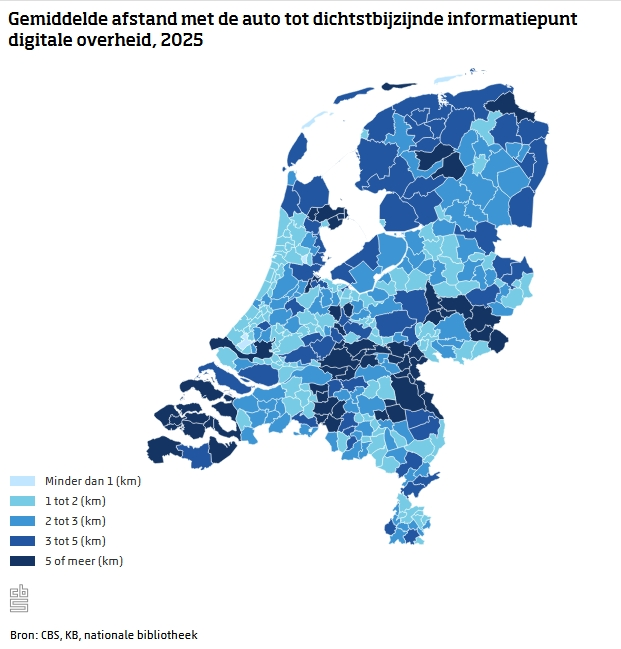 Gemiddelde afstand met de auto tot dichtstbijzijnde informatiepunt
digitale overheid, 2025
Minder dan 1 (km)
1 tot 2 (km)
2 tot 3 (km)
3 tot 5 (km)
5 of meer (km)
Bron: CBS, KB, nationale bibliotheek